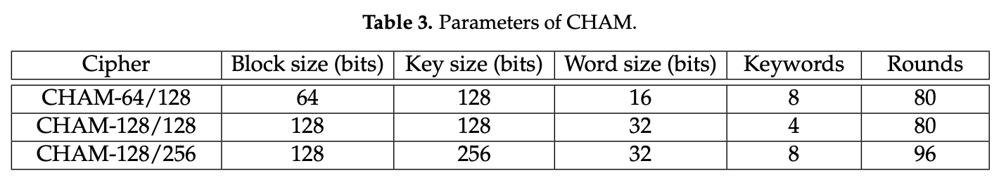 Table 3. Parameters of CHAM.
Cipher Block size (bits) Key size (bits) Word size (bits) Keywords Rounds
CHAM-64/128 64 128 16 8 80
CHAM-128/128 128 128 32 4 80
CHAM-128/256 128 256 32 8 96